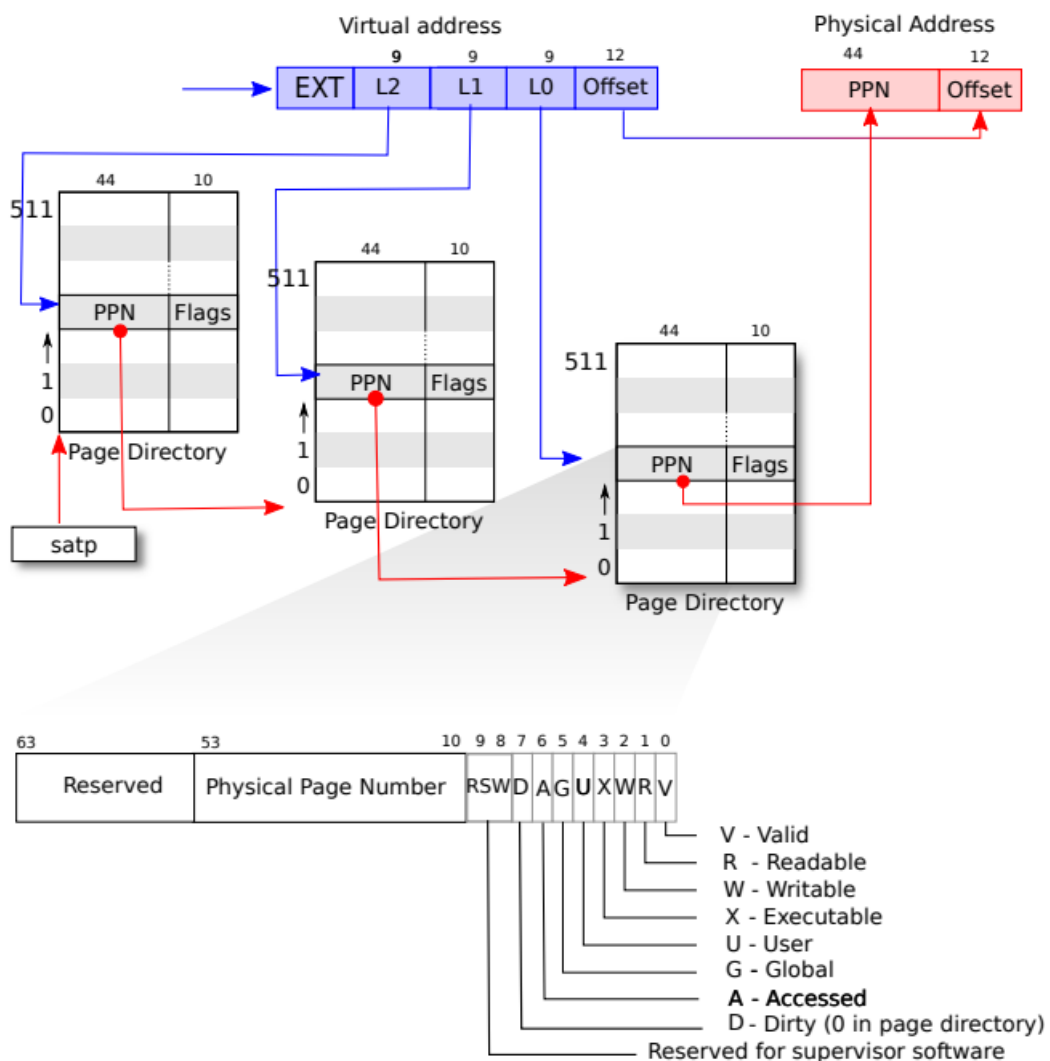 Virtual address
Physical Address
9 9 9 12
44 12
EXT L2 L1 L0 Offset
PPN Offset
44 10
511
PPN Flags
1
0
Page Directory
satp
44 10
511
PPN Flags
1
0
Page Directory
44 10
511
PPN Flags
1
0
Page Directory
63 53 10 9 8 7 6 5 4 3 2 1 0
Reserved Physical Page Number RSW D A G U X W R V
V - Valid
R - Readable
W - Writable
X - Executable
U - User
G - Global
A - Accessed
D - Dirty (0 in page directory)
Reserved for supervisor software